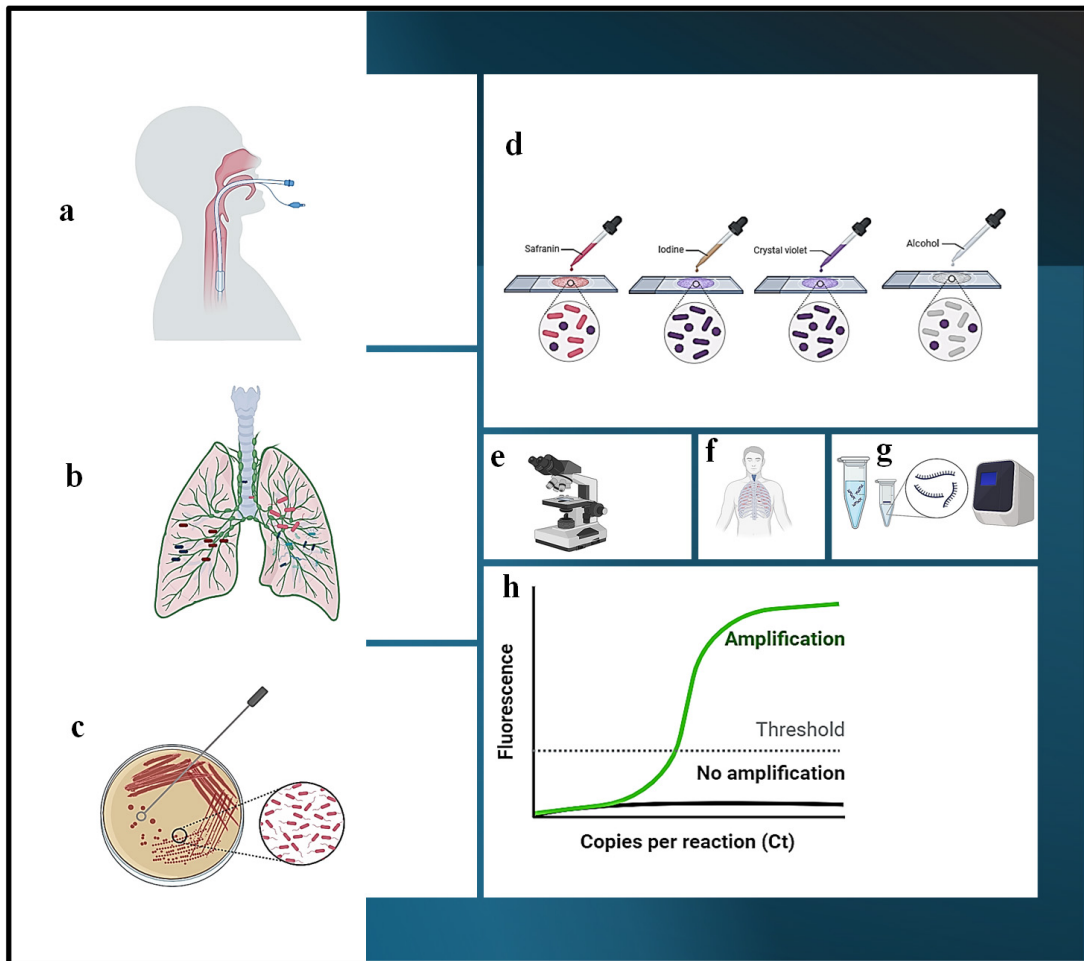 a
b
c
d
Safranin
Iodine
Crystal violet
Alcohol
e
f
g
h
Fluorescence
Amplification
Threshold
No amplification
Copies per reaction (Ct)